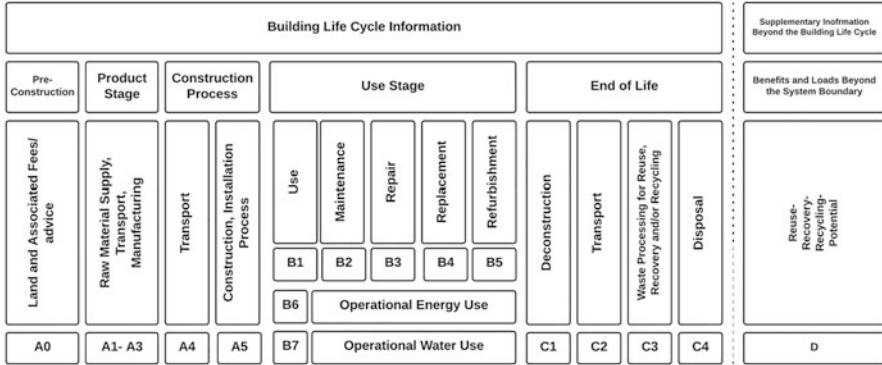 Building Life Cycle Information
Supplementary Inofrmation
Beyond the Building Life Cycle
Pre-
Construction
Product
Stage
Construction
Process
Use Stage
End of Life
Benefits and Loads Beyond
the System Boundary
Land and Associated Fees/
advice
Raw Material Supply,
Transport,
Manufacturing
Transport
Construction, Installation
Process
Use
Maintenance
Repair
Replacement
Refurbishment
Deconstruction
Transport
Waste Processing for Reuse,
Recovery and/or Recycling
Disposal
Reuse-
Recovery-
Recycling-
Potential
B1
B2
B3
B4
B5
B6
Operational Energy Use
A0
A1- A3
A4
A5
B7
Operational Water Use
C1
C2
C3
C4
D